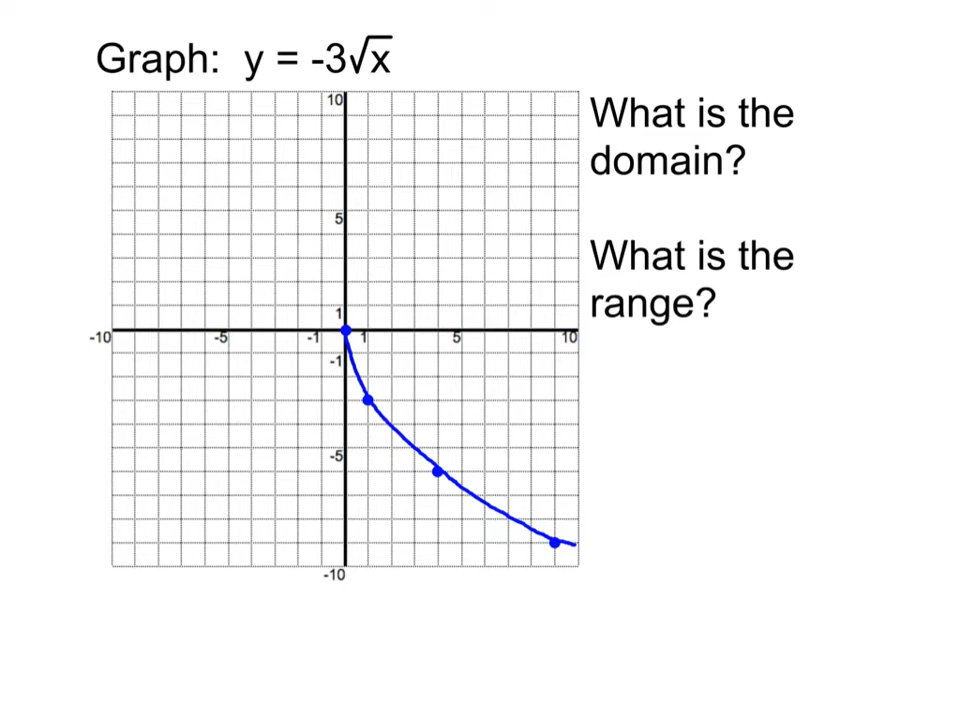 Graph: y = -3√x
What is the
domain?
What is the
range?
10
5
1
-10 -5 -1 1 5 10
-1
-5
-10